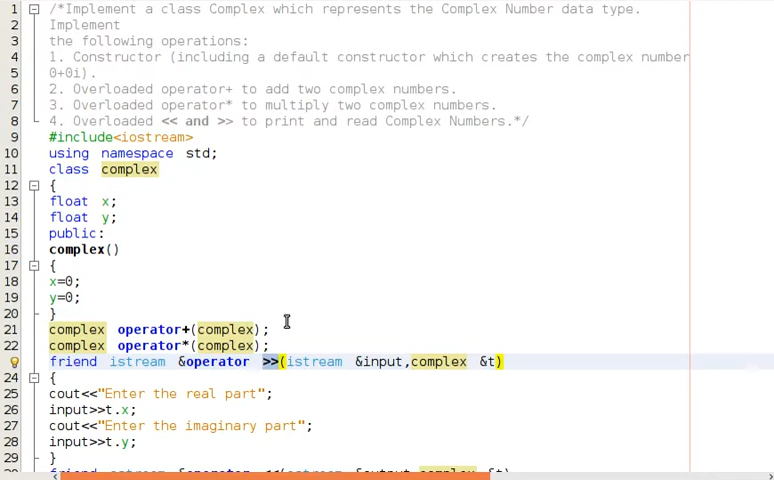 1 /*Implement a class Complex which represents the Complex Number data type.
2 Implement
3 the following operations:
4 1. Constructor (including a default constructor which creates the complex number
5 0+0i).
6 2. Overloaded operator+ to add two complex numbers.
7 3. Overloaded operator* to multiply two complex numbers.
8 4. Overloaded << and >> to print and read Complex Numbers.*/
9 #include<iostream>
10 using namespace std;
11 class complex
12 {
13 float x;
14 float y;
15 public:
16 complex()
17 {
18 x=0;
19 y=0;
20 }
21 complex operator+(complex);
22 complex operator*(complex);
friend istream &operator >>(istream &input,complex &t)
24 {
25 cout<<"Enter the real part";
26 input>>t.x;
27 cout<<"Enter the imaginary part";
28 input>>t.y;
29 }